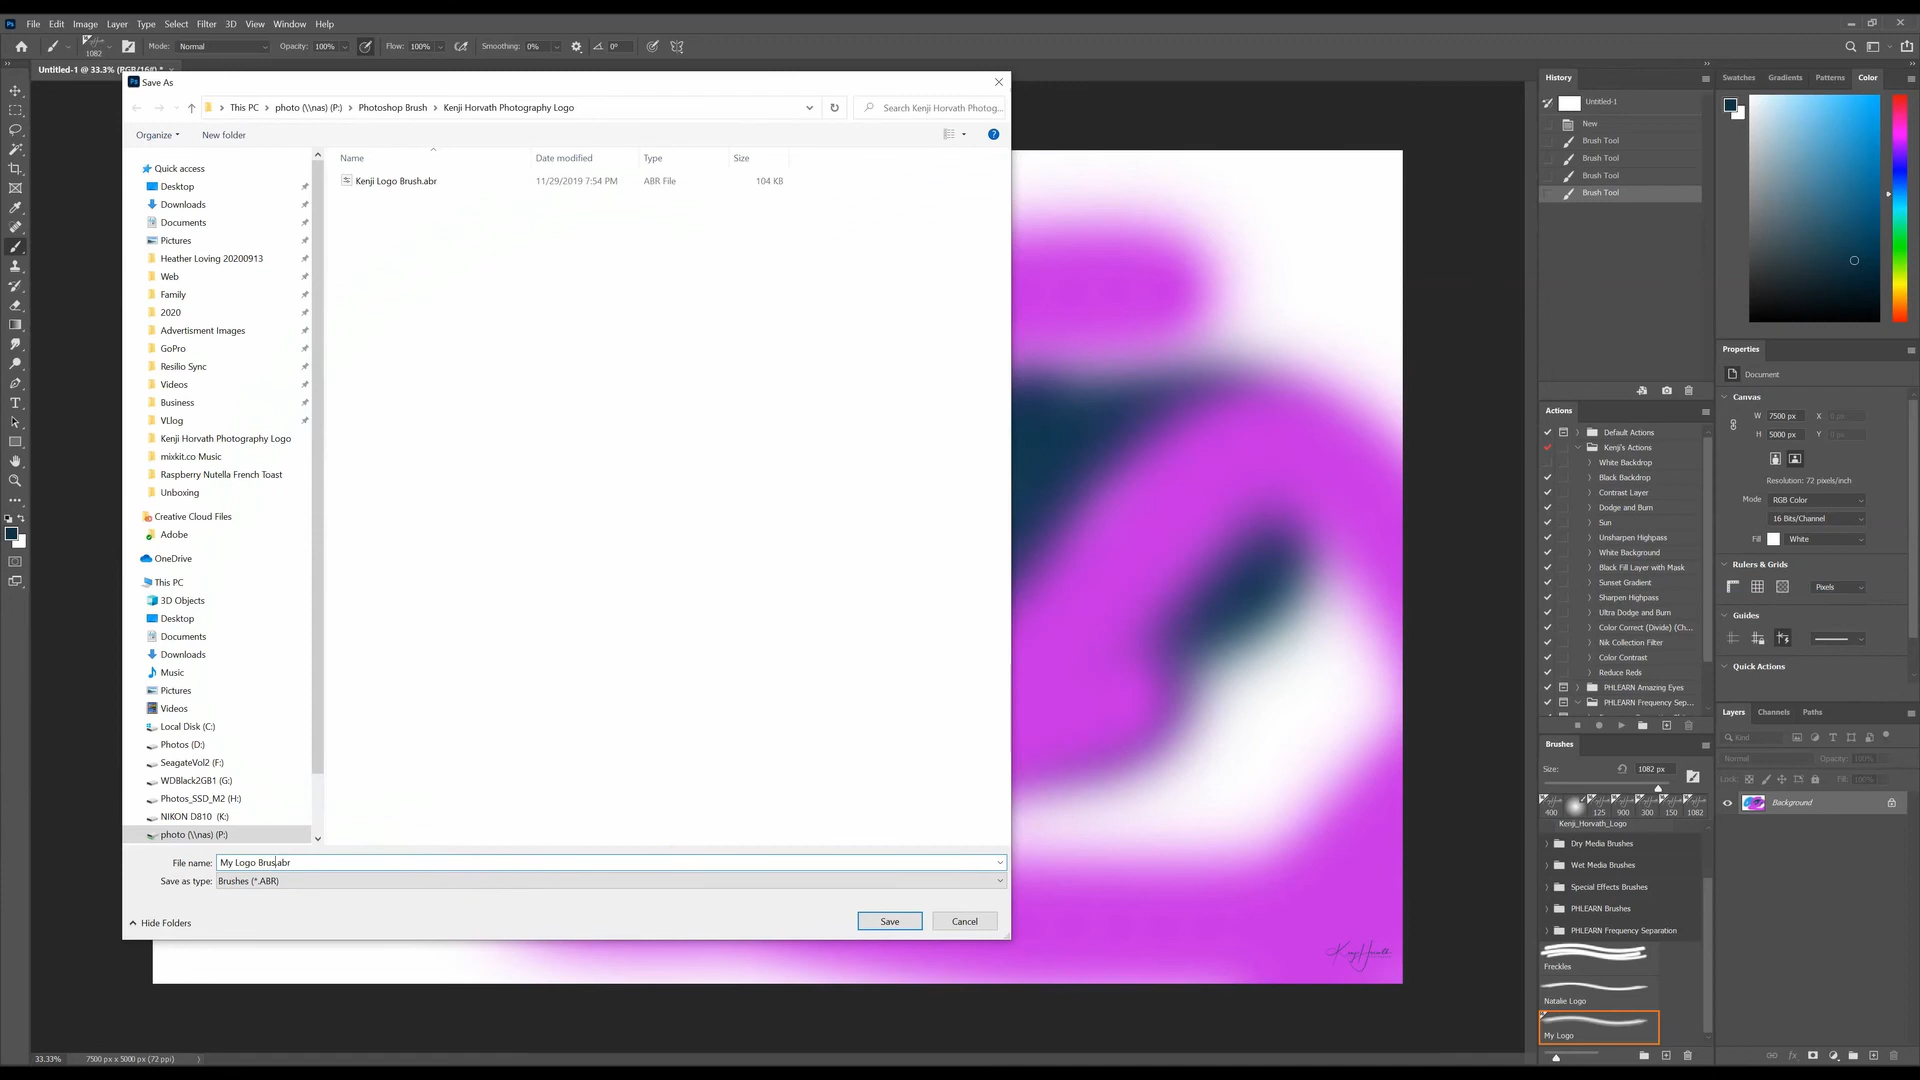 File Edit Image Layer Type Select Filter 3D View Window Help
1082 Mode: Normal Opacity: 100% Flow: 100% Smoothing: 0% 0°
Untitled-1 @ 33.3% (RGB/16#) *
Save As
This PC photo (\\nas) (P:) Photoshop Brush Kenji Horvath Photography Logo
Search Kenji Horvath Photog...
Organize New folder
Name Date modified Type Size
Kenji Logo Brush.abr 11/29/2019 7:54 PM ABR File 104 KB
Quick access
Desktop
Downloads
Documents
Pictures
Heather Loving 20200913
Web
Family
2020
Advertisment Images
GoPro
Resilio Sync
Videos
Business
VLlog
Kenji Horvath Photography Logo
mixkit.co Music
Raspberry Nutella French Toast
Unboxing
Creative Cloud Files
Adobe
OneDrive
This PC
3D Objects
Desktop
Documents
Downloads
Music
Pictures
Videos
Local Disk (C:)
Photos (D:)
SeagateVol2 (F:)
WDBlack2GB1 (G:)
Photos_SSD_M2 (H:)
NIKON D810 (K:)
photo (\\nas) (P:)
File name: My Logo Brus.abr
Save as type: Brushes (*.ABR)
Hide Folders
Save Cancel
33.33% 7500 px x 5000 px (72 ppi)
History
Untitled-1
New
Brush Tool
Brush Tool
Brush Tool
Brush Tool
Actions
Default Actions
Kenji's Actions
White Backdrop
Black Backdrop
Contrast Layer
Dodge and Burn
Sun
Unsharpen Highpass
White Background
Black Fill Layer with Mask
Sunset Gradient
Sharpen Highpass
Ultra Dodge and Burn
Color Correct (Divide) (Ch...
Nik Collection Filter
Color Contrast
Reduce Reds
PHLEARN Amazing Eyes
PHLEARN Frequency Sep...
Brushes
Size: 1082 px
400 125 900 300 150 1082
Kenji_Horvath_Logo
Dry Media Brushes
Wet Media Brushes
Special Effects Brushes
PHLEARN Brushes
PHLEARN Frequency Separation
Freckles
Natalie Logo
My Logo
Swatches Gradients Patterns Color
Properties
Document
Canvas
W 7500 px X 0 px
H 5000 px Y 0 px
Resolution: 72 pixels/inch
Mode RGB Color
16 Bits/Channel
Fill White
Rulers & Grids
Pixels
Guides
Quick Actions
Layers Channels Paths
Kind
Normal Opacity: 100%
Lock: Fill: 100%
Background